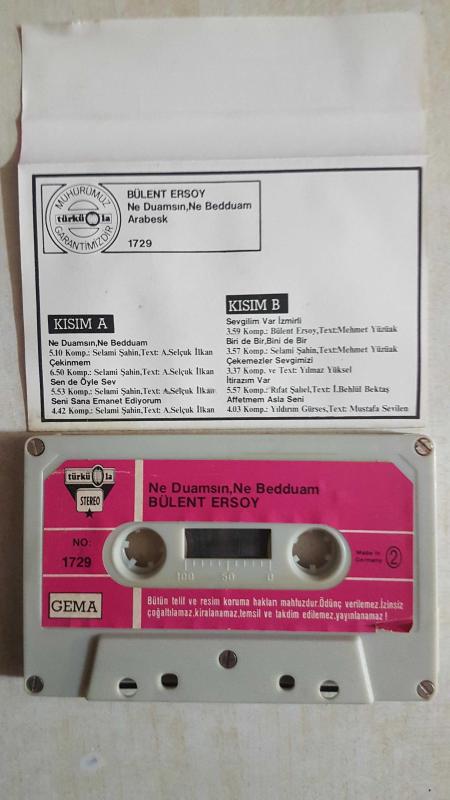 MÜHÜRÜMÜZ
türkü la
GARANTİMİZDİR
BÜLENT ERSOY
Ne Duamsın,Ne Bedduam
Arabesk
1729
KISIM A
Ne Duamsın,Ne Bedduam
5.10 Komp.: Selami Şahin,Text: A.Selçuk İlkan
Çekinmem
6.50 Komp.: Selami Şahin,Text: A.Selçuk İlkan
Sen de Öyle Sev
5.53 Komp.: Selami Şahin,Text: A.Selçuk İlkan
Seni Sana Emanet Ediyorum
4.42 Komp.: Selami Şahin,Text: A.Selçuk İlkan
KISIM B
Sevgilim Var İzmirli
3.59 Komp.: Bülent Ersoy,Text:Mehmet Yüzüak
Biri de Bir,Bini de Bir
3.57 Komp.: Selami Şahin,Text:Mehmet Yüzüak
Çekemezler Sevgimizi
3.37 Komp. ve Text: Yılmaz Yüksel
İtirazım Var
5.57 Komp.: Rıfat Şalıel,Text: İ.Behlül Bektaş
Affetmem Asla Seni
4.03 Komp.: Yıldırım Gürses,Text: Mustafa Sevilen
türkü la
STEREO
Ne Duamsın,Ne Bedduam
BÜLENT ERSOY
NO:
1729
100 50 0
Made in
Germany
2
GEMA
Bütün telif ve resim koruma hakları mahfuzdur.Ödünç verilemez.İzinsiz
çoğaltılamaz,kiralanamaz,temsil ve takdim edilemez,yayınlanamaz!